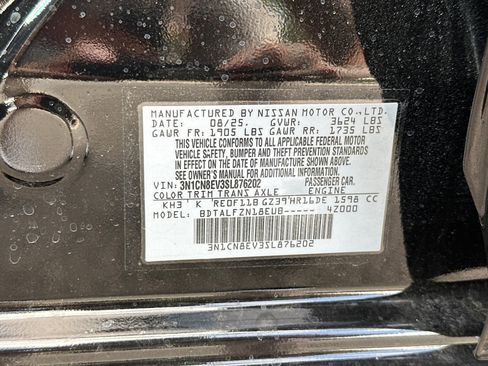 MANUFACTURED BY NISSAN MOTOR CO.,LTD.
DATE: 08/25. GVWR: 3624 LBS
GAWR FR: 1905 LBS GAWR RR: 1735 LBS
THIS VEHICLE CONFORMS TO ALL APPLICABLE FEDERAL MOTOR
VEHICLE SAFETY, BUMPER AND THEFT PREVENTION STANDARDS
IN EFFECT ON THE DATE OF MANUFACTURE SHOWN ABOVE.
SEE OWNER'S MANUAL FOR ADDITIONAL INFORMATION.
VIN: 3N1CN8EV3SL876202 PASSENGER CAR.
COLOR TRIM TRANS AXLE ENGINE
KH3 ' K 'RE0F11B GZ39'HR16DE 1598 CC
MODEL: BDTALFZN18EUB----- 4Z000
3N1CN8EV3SL876202